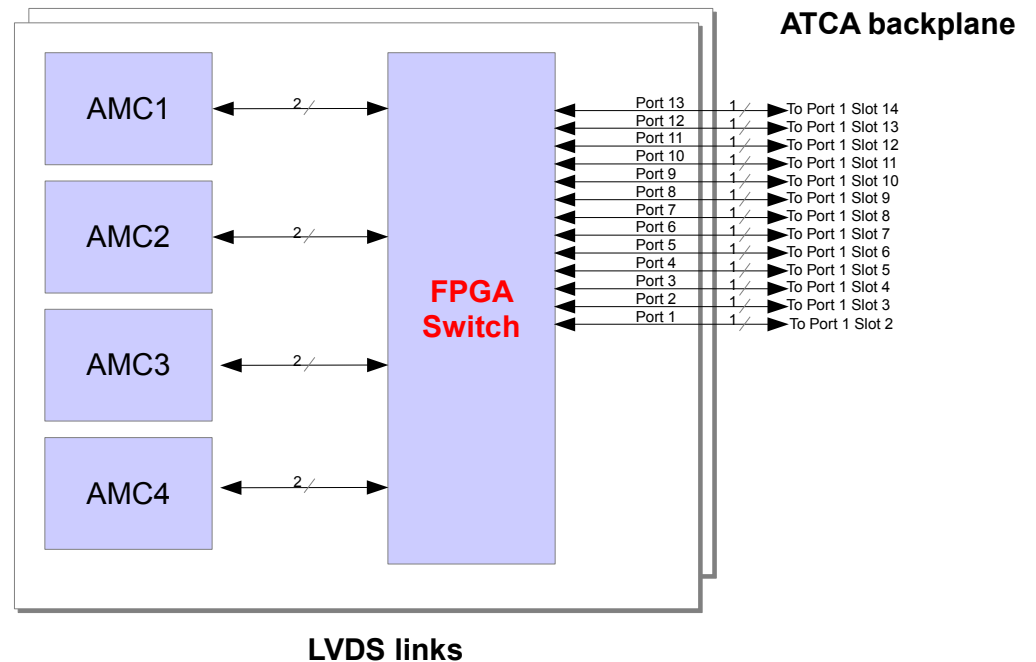 ATCA backplane
AMC1
2
AMC2
2
AMC3
2
AMC4
2
FPGA
Switch
Port 13 1 To Port 1 Slot 14
Port 12 1 To Port 1 Slot 13
Port 11 1 To Port 1 Slot 12
Port 10 1 To Port 1 Slot 11
Port 9 1 To Port 1 Slot 10
Port 8 1 To Port 1 Slot 9
Port 7 1 To Port 1 Slot 8
Port 6 1 To Port 1 Slot 7
Port 5 1 To Port 1 Slot 6
Port 4 1 To Port 1 Slot 5
Port 3 1 To Port 1 Slot 4
Port 2 1 To Port 1 Slot 3
Port 1 1 To Port 1 Slot 2
LVDS links